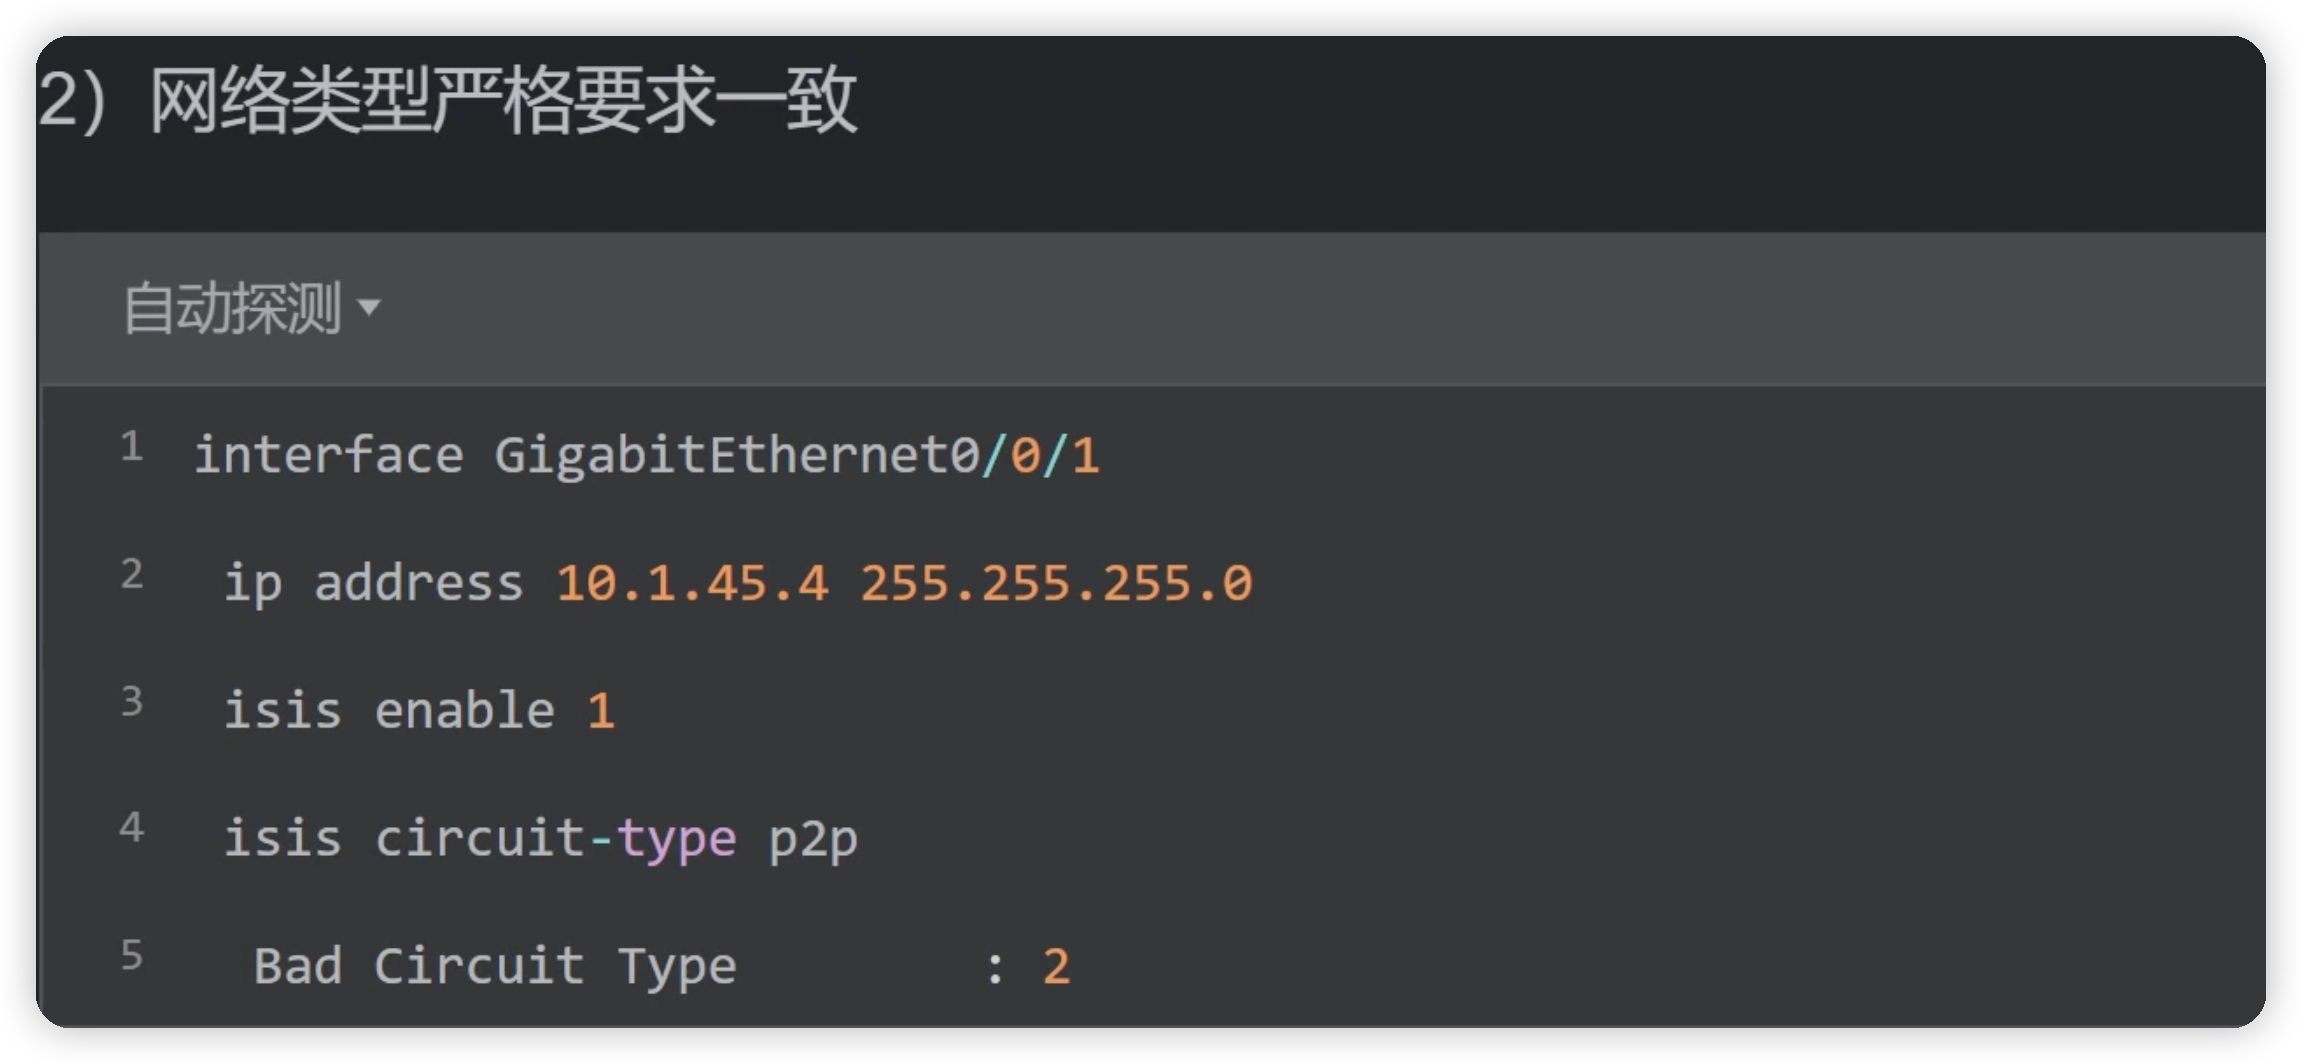 2）网络类型严格要求一致
自动探测
1 interface GigabitEthernet0/0/1
2 ip address 10.1.45.4 255.255.255.0
3 isis enable 1
4 isis circuit-type p2p
5 Bad Circuit Type : 2